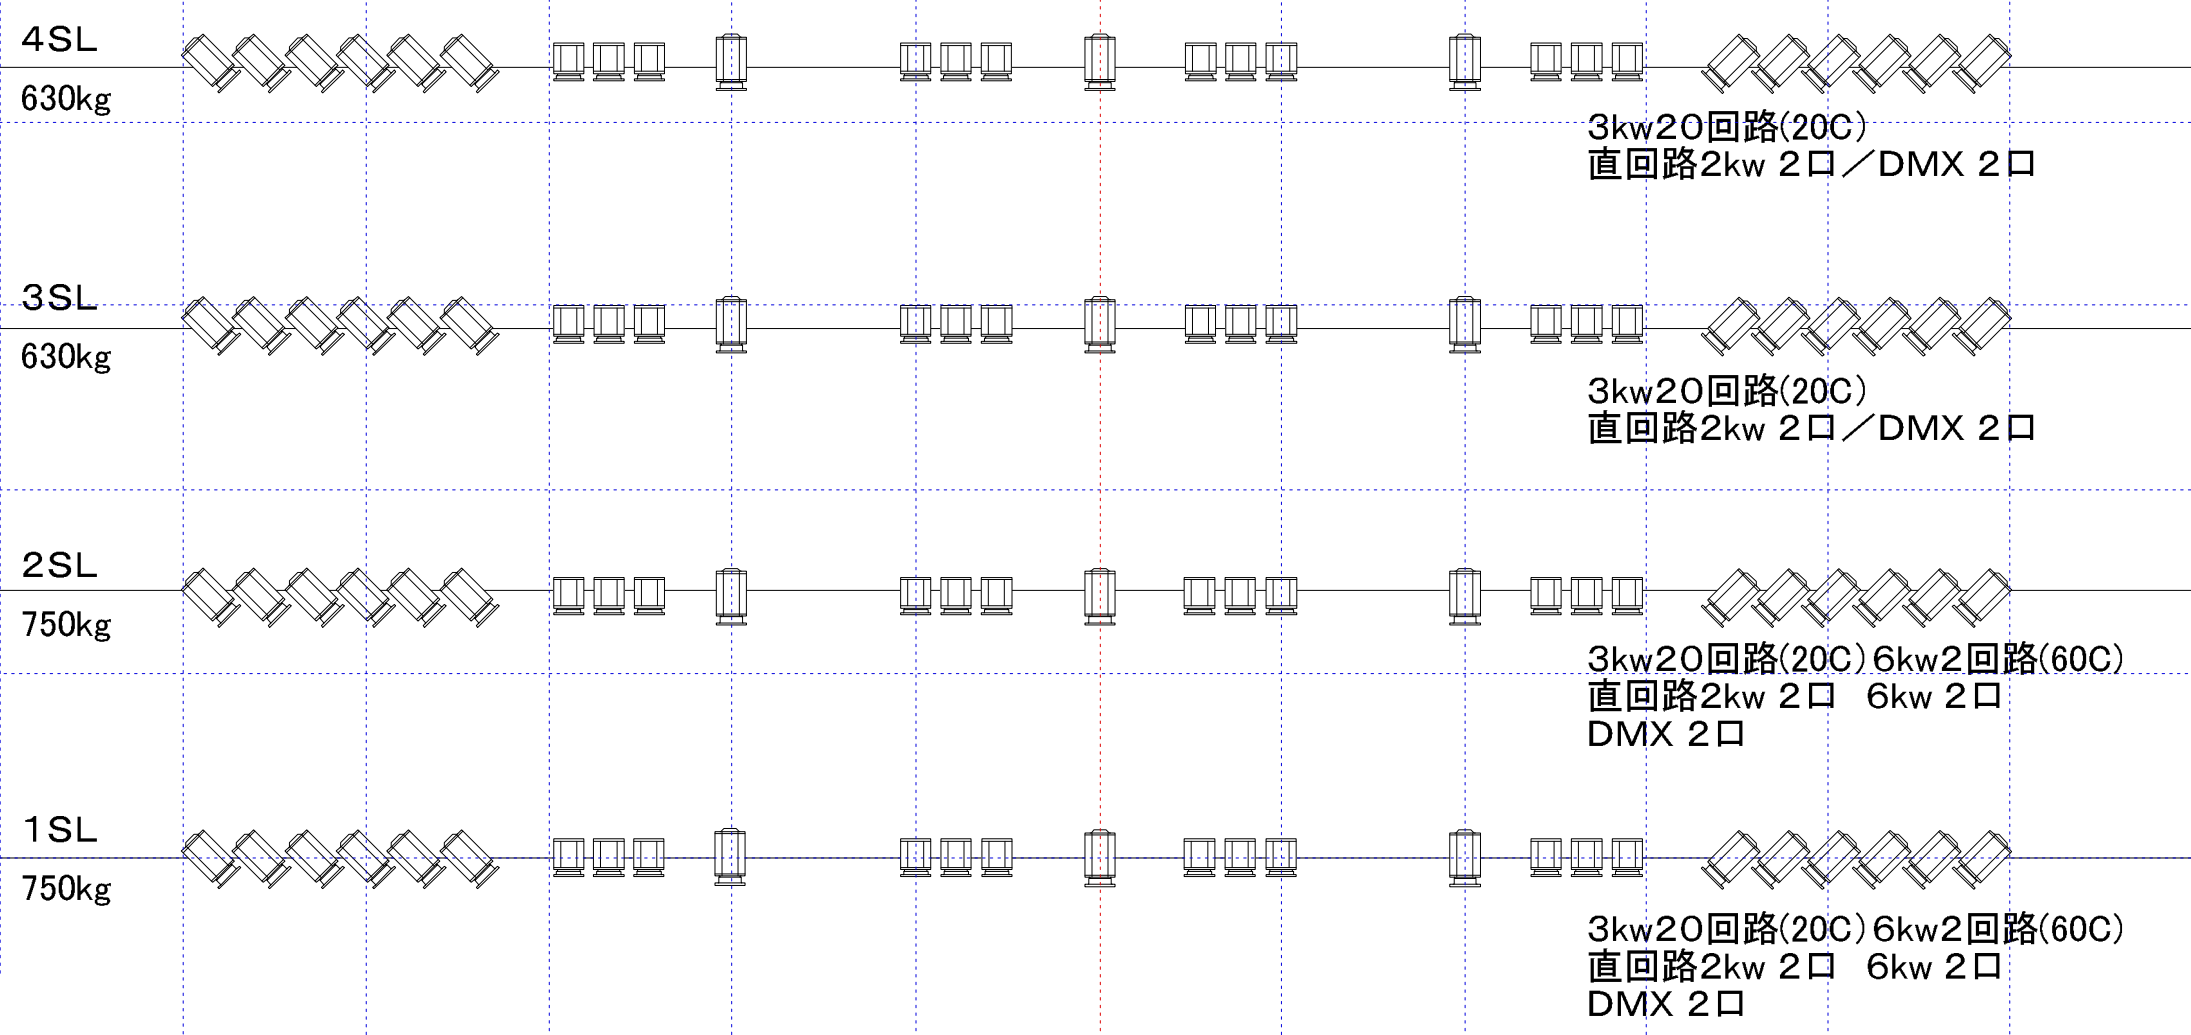 4SL
630kg
3kw20回路(20C)
直回路2kw 2口／DMX 2口
3SL
630kg
3kw20回路(20C)
直回路2kw 2口／DMX 2口
2SL
750kg
3kw20回路(20C)6kw2回路(60C)
直回路2kw 2口　6kw 2口
DMX 2口
1SL
750kg
3kw20回路(20C)6kw2回路(60C)
直回路2kw 2口　6kw 2口
DMX 2口